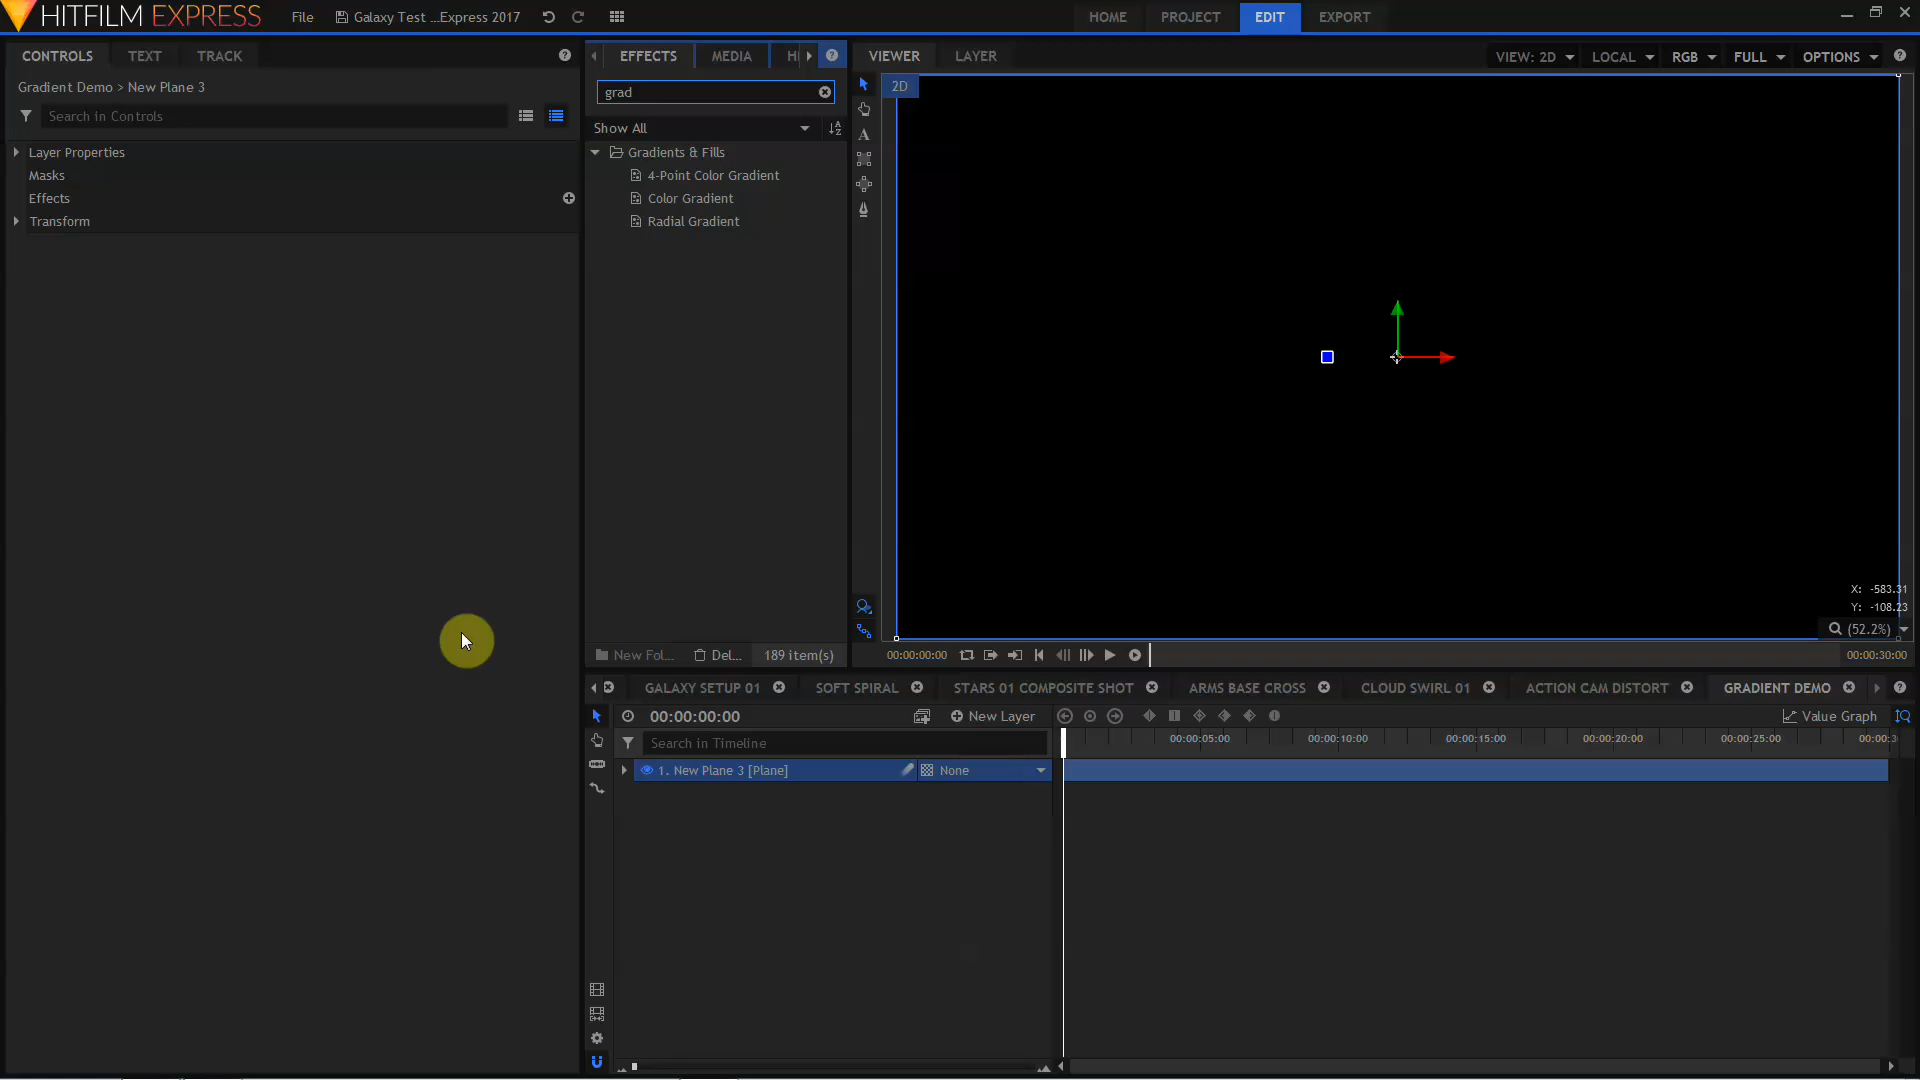 HITFILM EXPRESS
File
Galaxy Test ...Express 2017
HOME
PROJECT
EDIT
EXPORT
CONTROLS
TEXT
TRACK
Gradient Demo > New Plane 3
Search in Controls
Layer Properties
Masks
Effects
Transform
EFFECTS
MEDIA
grad
Show All
Gradients & Fills
4-Point Color Gradient
Color Gradient
Radial Gradient
New Fol...
Del...
189 item(s)
VIEWER
LAYER
VIEW: 2D
LOCAL
RGB
FULL
OPTIONS
2D
X: -583.31
Y: -108.23
(52.2%)
00:00:00:00
00:00:30:00
GALAXY SETUP 01
SOFT SPIRAL
STARS 01 COMPOSITE SHOT
ARMS BASE CROSS
CLOUD SWIRL 01
ACTION CAM DISTORT
GRADIENT DEMO
00:00:00:00
New Layer
Value Graph
Search in Timeline
00:00:05:00
00:00:10:00
00:00:15:00
00:00:20:00
00:00:25:00
1. New Plane 3 [Plane]
None